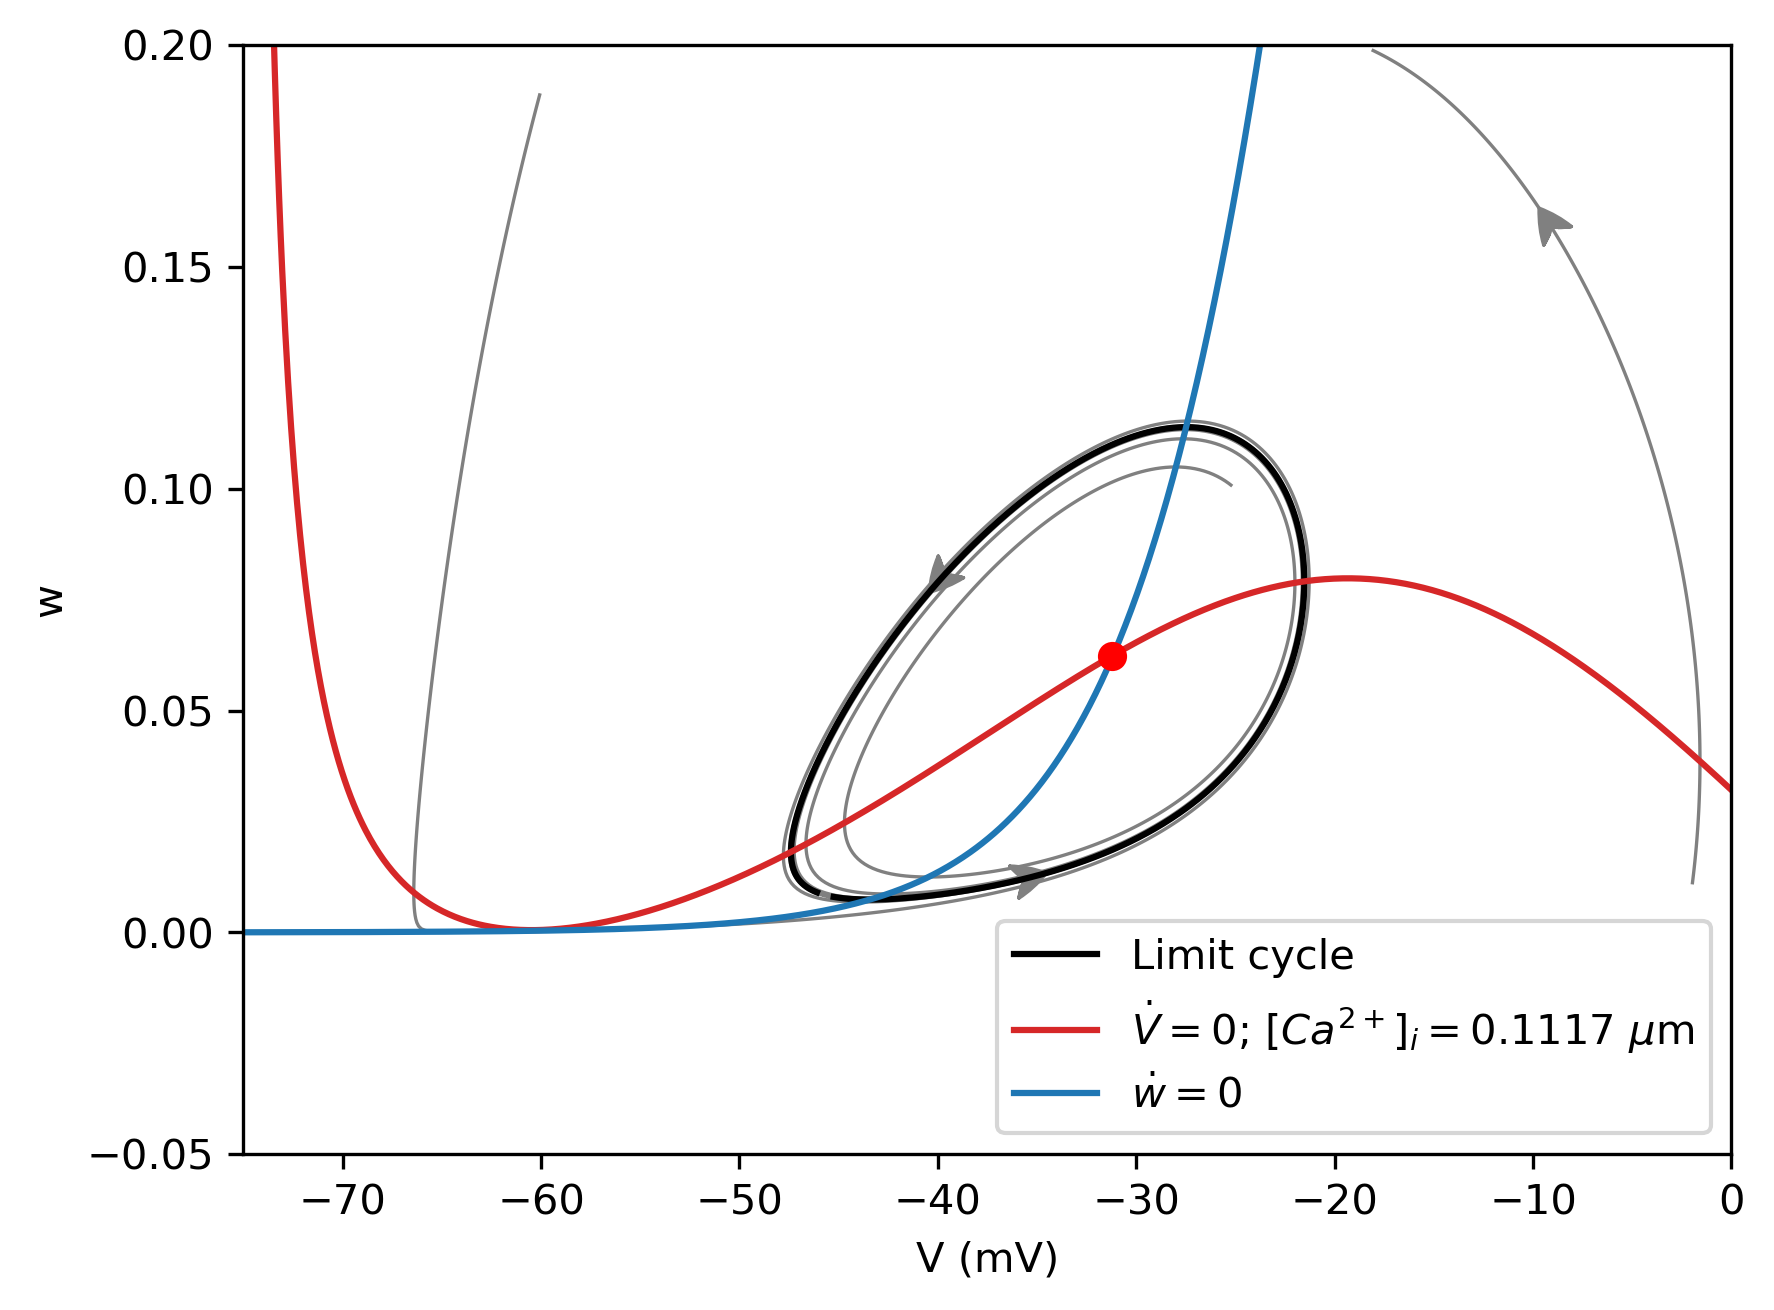 0.20
0.15
0.10
0.05
0.00
−0.05
w
−70 −60 −50 −40 −30 −20 −10 0
V (mV)
Limit cycle
V̇ = 0; [Ca²⁺]ᵢ = 0.1117 μm
ẇ = 0